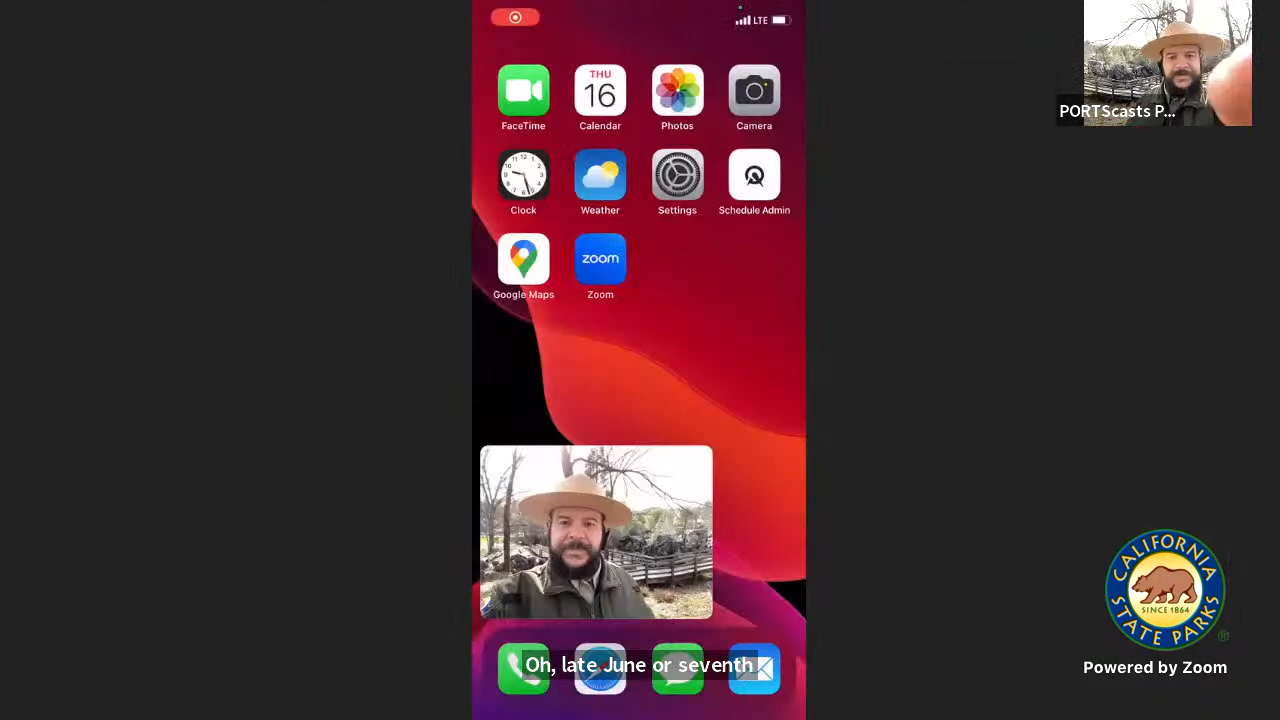 LTE
THU
16
FaceTime
Calendar
Photos
Camera
12
Clock
Weather
Settings
Schedule Admin
zoom
Google Maps
Zoom
Oh, late June or seventh
PORTScasts P...
CALIFORNIA
SINCE 1864
STATE PARKS
®
Powered by Zoom